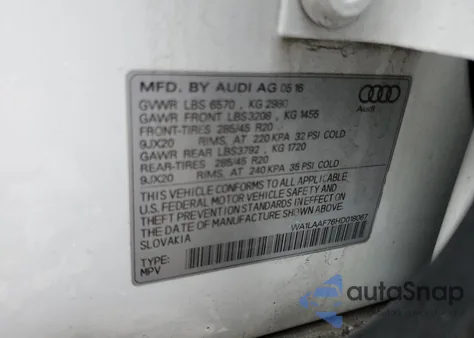 MFD. BY AUDI AG 05 16
GVWR LBS 6570 , KG 2980
GAWR FRONT LBS3208 , KG 1455
FRONT-TIRES 285/45 R20
9JX20 RIMS, AT 220 KPA 32 PSI COLD
GAWR REAR LBS3792 , KG 1720
REAR-TIRES 285/45 R20
9JX20 RIMS, AT 240 KPA 35 PSI COLD
THIS VEHICLE CONFORMS TO ALL APPLICABLE
U.S. FEDERAL MOTOR VEHICLE SAFETY AND
THEFT PREVENTION STANDARDS IN EFFECT ON
THE DATE OF MANUFACTURE SHOWN ABOVE
SLOVAKIA
WA1LAAF76HD018067
TYPE:
MPV
Audi
autoSnap